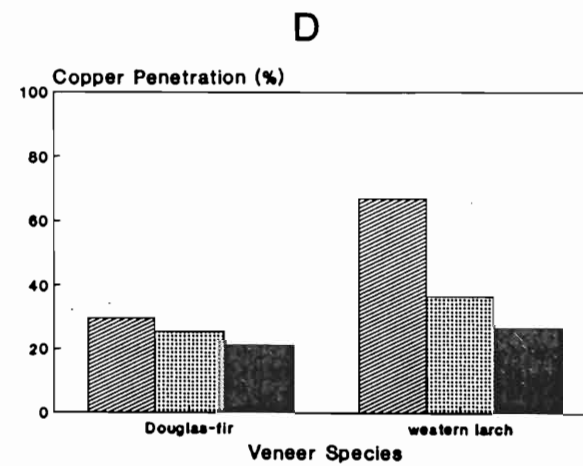 D
Copper Penetration (%)
100
80
60
40
20
0
Douglas-fir western larch
Veneer Species